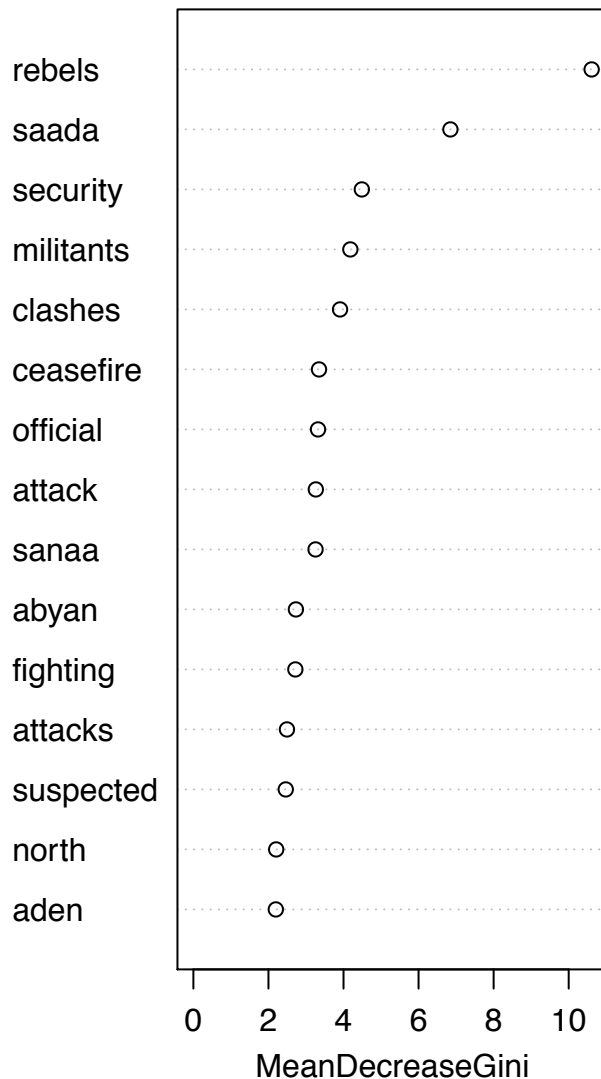 rebels
saada
security
militants
clashes
ceasefire
official
attack
sanaa
abyan
fighting
attacks
suspected
north
aden
0 2 4 6 8 10
MeanDecreaseGini